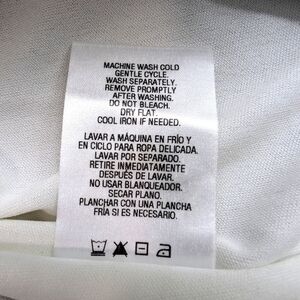 MACHINE WASH COLD
GENTLE CYCLE.
WASH SEPARATELY.
REMOVE PROMPTLY
AFTER WASHING.
DO NOT BLEACH.
DRY FLAT.
COOL IRON IF NEEDED.
LAVAR A MÁQUINA EN FRÍO Y
EN CICLO PARA ROPA DELICADA.
LAVAR POR SEPARADO.
RETIRE INMEDIATAMENTE
DESPUÉS DE LAVAR.
NO USAR BLANQUEADOR.
SECAR PLANO.
PLANCHAR CON UNA PLANCHA
FRÍA SI ES NECESARIO.